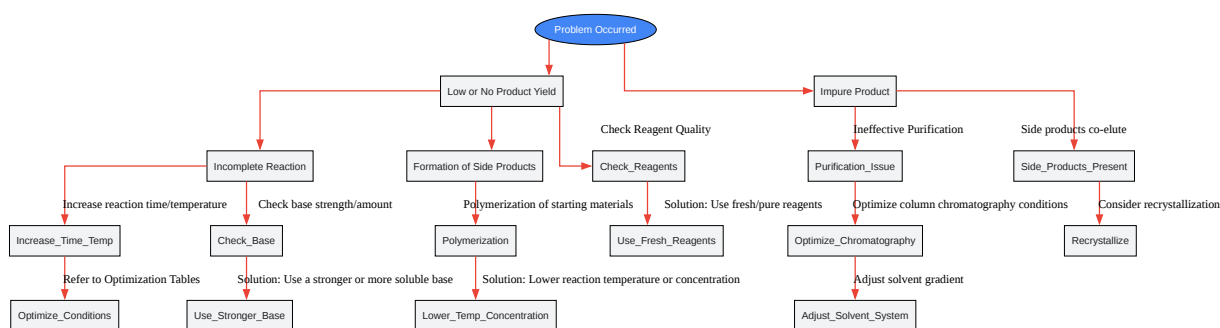 Problem Occurred
Low or No Product Yield
Impure Product
Check Reagent Quality
Ineffective Purification
Side products co-elute
Incomplete Reaction
Formation of Side Products
Check_Reagents
Purification_Issue
Side_Products_Present
Increase reaction time/temperature
Check base strength/amount
Polymerization of starting materials
Solution: Use fresh/pure reagents
Optimize column chromatography conditions
Consider recrystallization
Increase_Time_Temp
Check_Base
Polymerization
Use_Fresh_Reagents
Optimize_Chromatography
Recrystallize
Refer to Optimization Tables
Solution: Use a stronger or more soluble base
Solution: Lower reaction temperature or concentration
Adjust solvent gradient
Optimize_Conditions
Use_Stronger_Base
Lower_Temp_Concentration
Adjust_Solvent_System